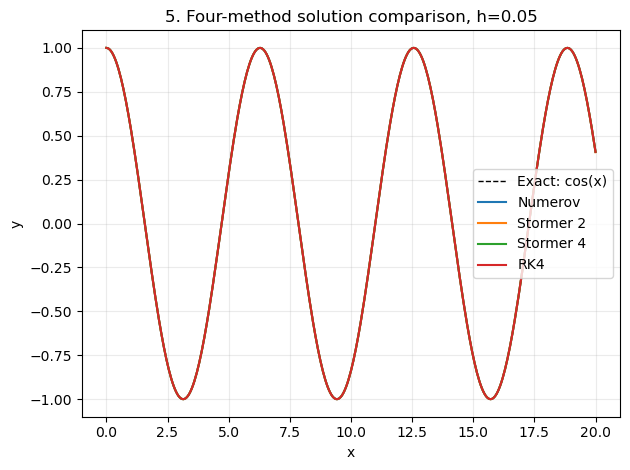 5. Four-method solution comparison, h=0.05
1.00
0.75
0.50
0.25
0.00
−0.25
−0.50
−0.75
−1.00
y
Exact: cos(x)
Numerov
Stormer 2
Stormer 4
RK4
0.0 2.5 5.0 7.5 10.0 12.5 15.0 17.5 20.0
x